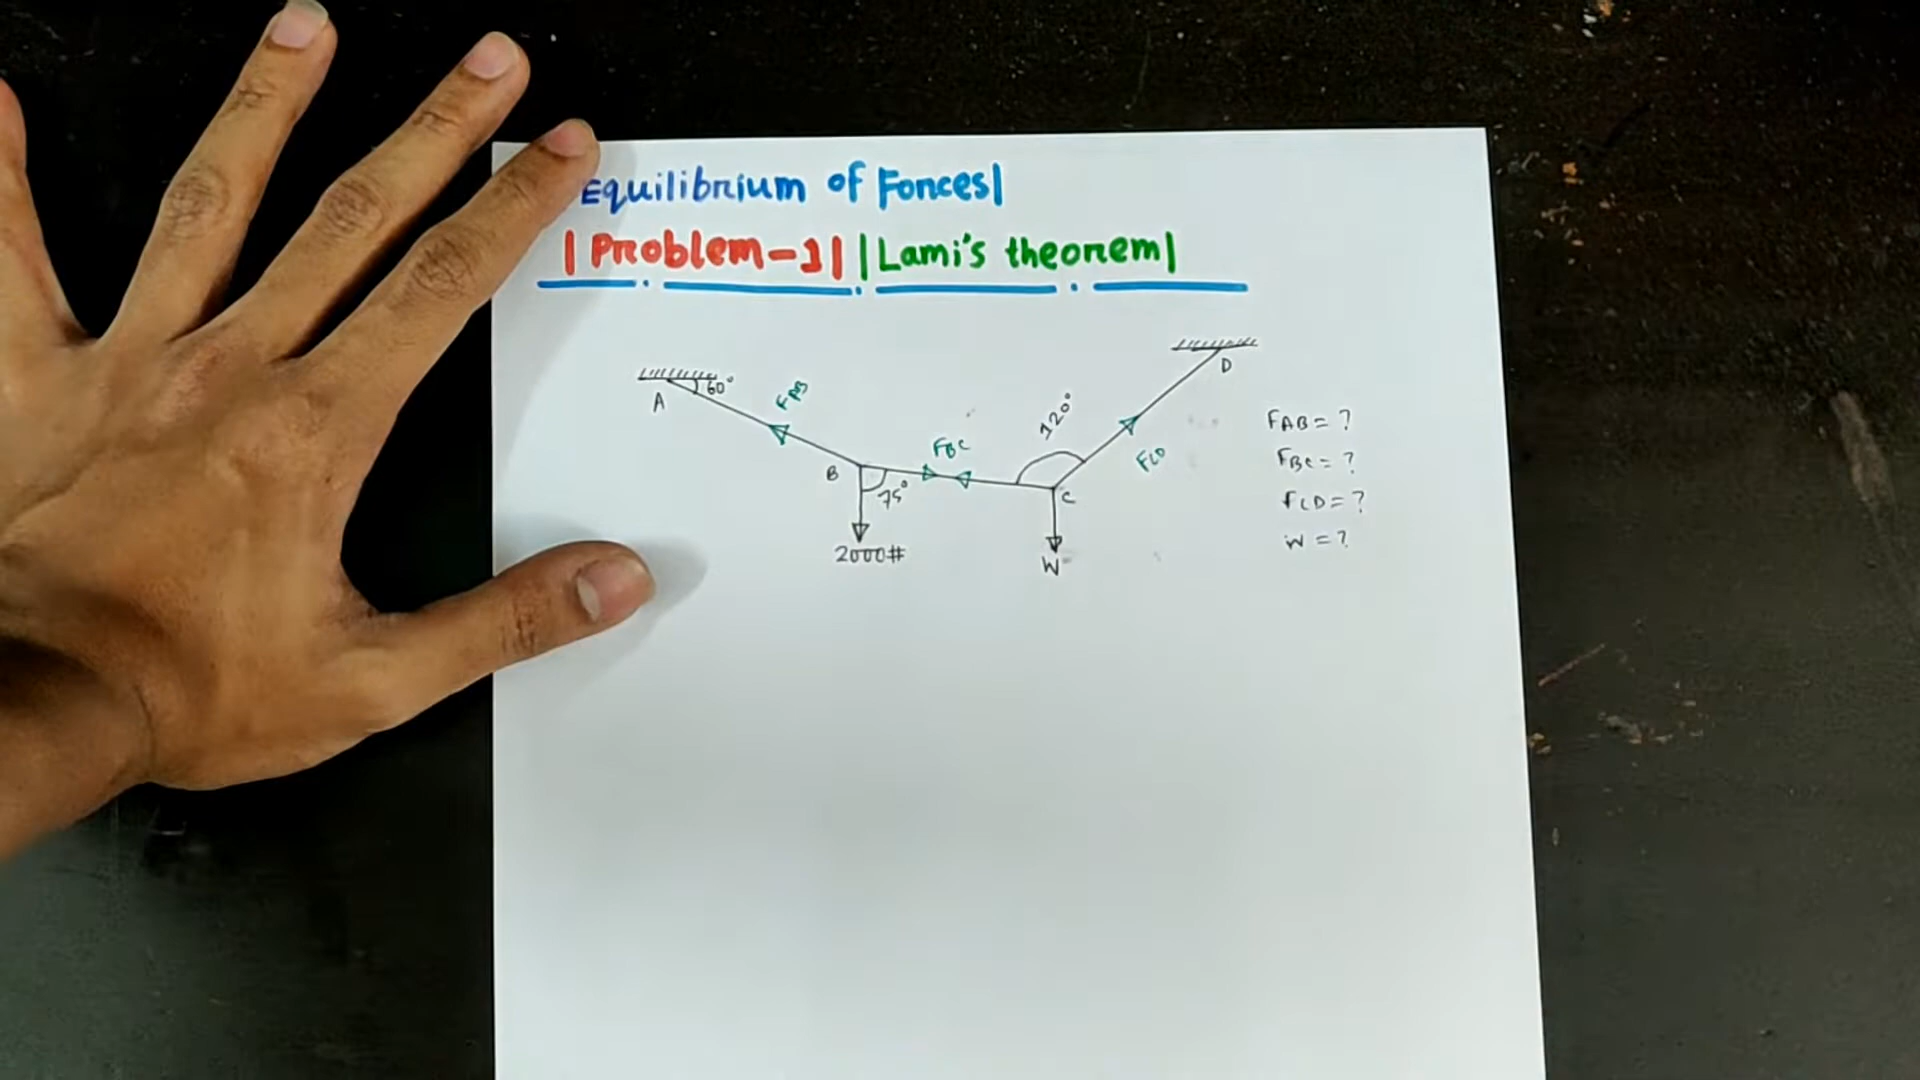 Equilibrium of Forces|
|Problem-1| |Lami's theorem|
A
60°
FAB
B
75°
2000#
FBC
120°
C
W
FCD
D
FAB = ?
FBC = ?
FCD = ?
W = ?